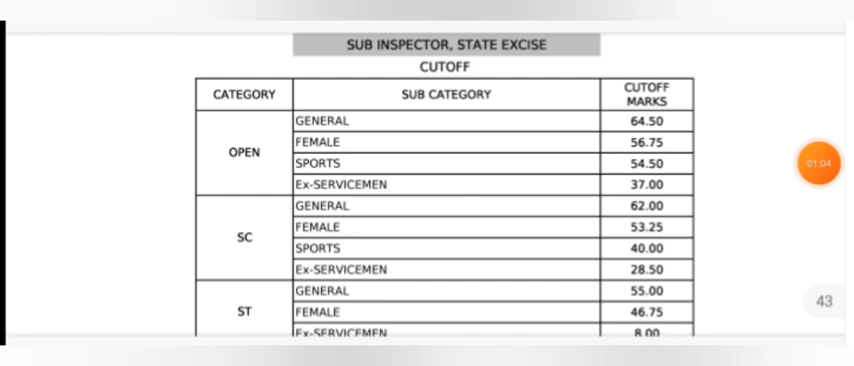 SUB INSPECTOR, STATE EXCISE
CUTOFF
CATEGORY SUB CATEGORY CUTOFF MARKS
OPEN
GENERAL 64.50
FEMALE 56.75
SPORTS 54.50
Ex-SERVICEMEN 37.00
SC
GENERAL 62.00
FEMALE 53.25
SPORTS 40.00
Ex-SERVICEMEN 28.50
ST
GENERAL 55.00
FEMALE 46.75
Ex-SERVICEMEN 8.00
01:04
43